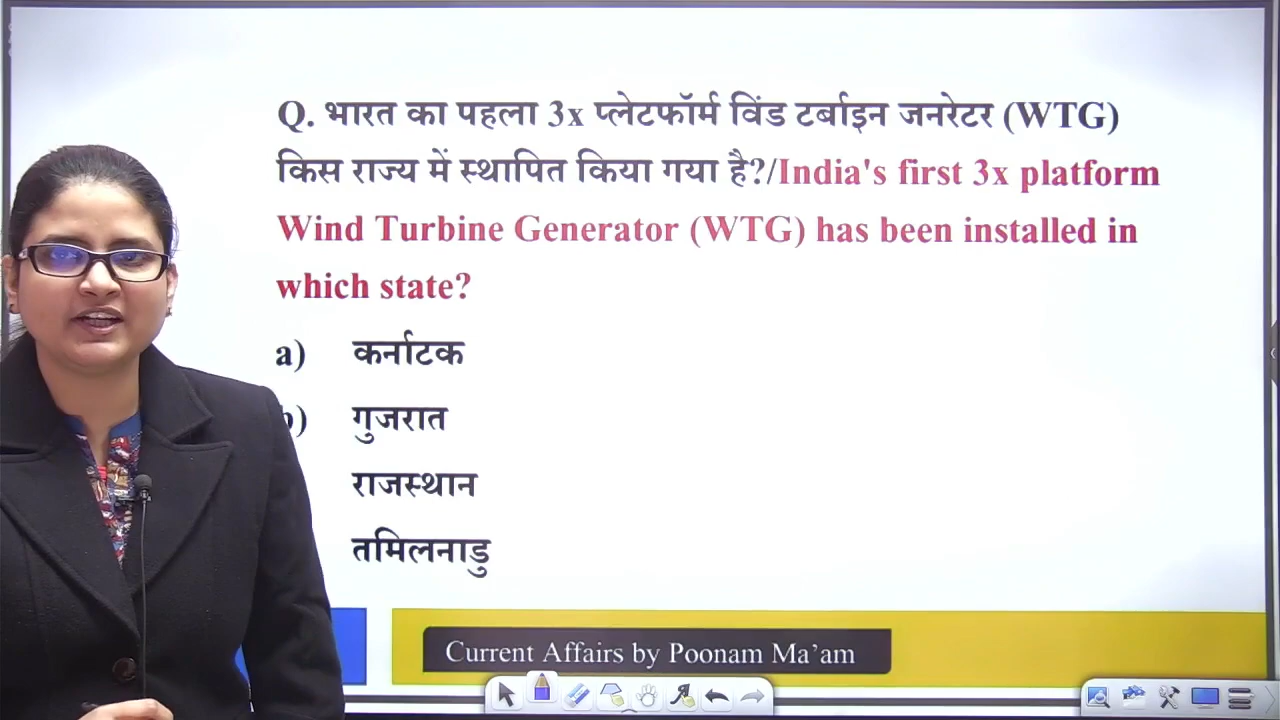 Q. भारत का पहला 3x प्लेटफॉर्म विंड टर्बाइन जनरेटर (WTG)
किस राज्य में स्थापित किया गया है?/India's first 3x platform
Wind Turbine Generator (WTG) has been installed in
which state?
a) कर्नाटक
b) गुजरात
राजस्थान
तमिलनाडु
Current Affairs by Poonam Ma’am